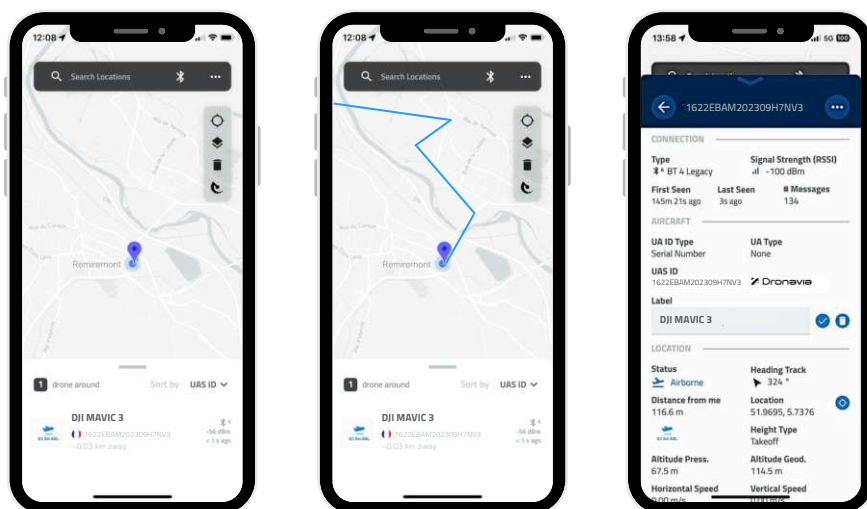 12:08
Search Locations
Remiremont
1 drone around
Sort by UAS ID
DJI MAVIC 3
1622EBAM202309H7NV3
~0.03 km away
-56 dBm
< 1 s ago
12:08
Search Locations
Remiremont
1 drone around
Sort by UAS ID
DJI MAVIC 3
1622EBAM202309H7NV3
~0.03 km away
-56 dBm
< 1 s ago
13:58
5G 100
1622EBAM202309H7NV3
CONNECTION
Type
Signal Strength (RSSI)
BT 4 Legacy
-100 dBm
First Seen
Last Seen
# Messages
145m 21s ago
3s ago
134
AIRCRAFT
UA ID Type
UA Type
Serial Number
None
UAS ID
1622EBAM202309H7NV3
Dronavia
Label
DJI MAVIC 3
LOCATION
Status
Heading Track
Airborne
324 °
Distance from me
Location
116.6 m
51.9695, 5.7376
Height Type
Takeoff
Altitude Press.
Altitude Geod.
67.5 m
114.5 m
Horizontal Speed
Vertical Speed